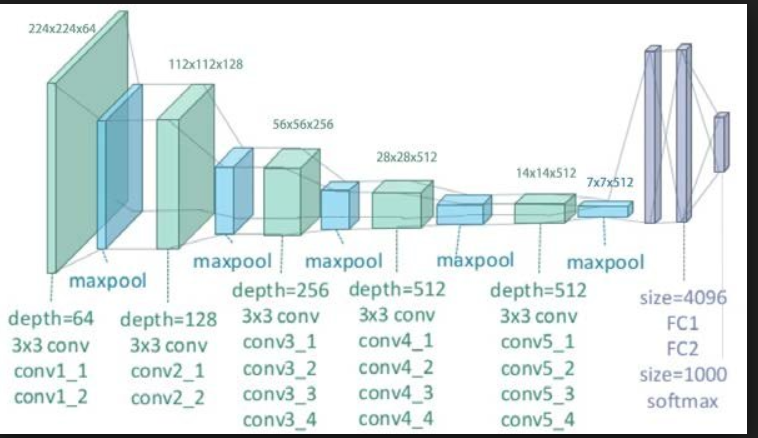 224x224x64
112x112x128
56x56x256
28x28x512
14x14x512
7x7x512
maxpool
maxpool
maxpool
maxpool
maxpool
depth=64
3x3 conv
conv1_1
conv1_2
depth=128
3x3 conv
conv2_1
conv2_2
depth=256
3x3 conv
conv3_1
conv3_2
conv3_3
conv3_4
depth=512
3x3 conv
conv4_1
conv4_2
conv4_3
conv4_4
depth=512
3x3 conv
conv5_1
conv5_2
conv5_3
conv5_4
size=4096
FC1
FC2
size=1000
softmax